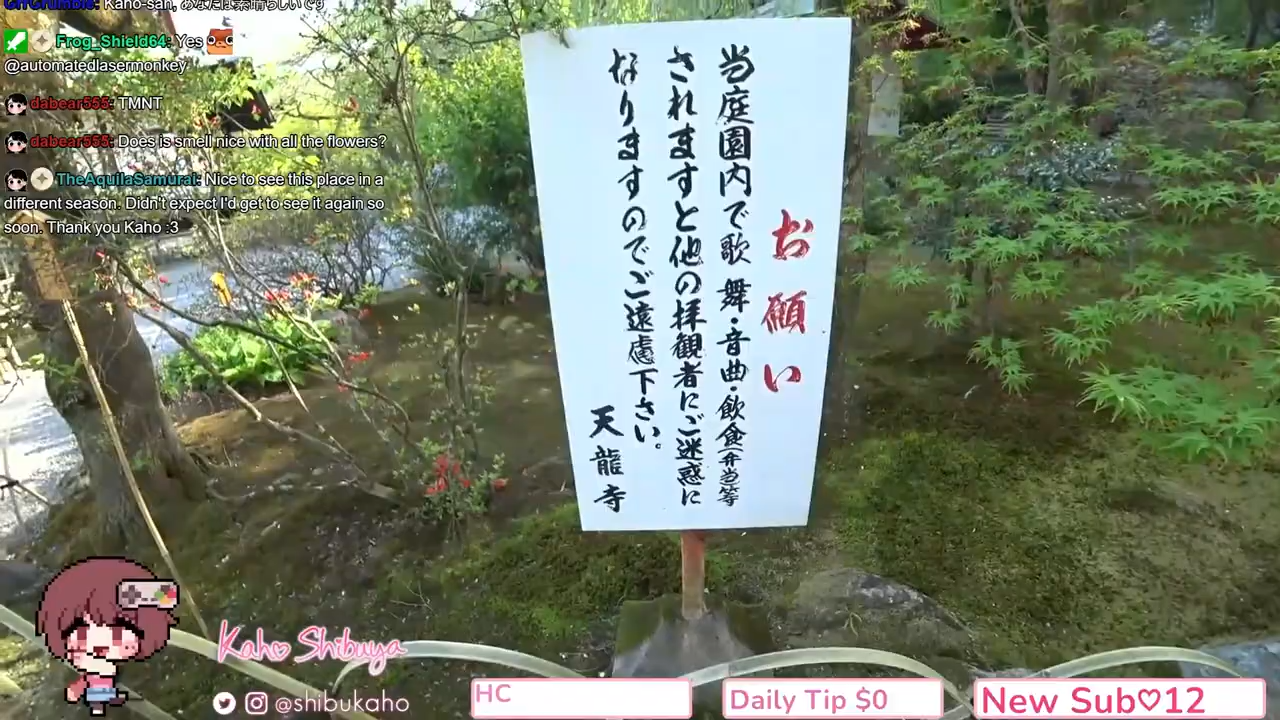 CrfCrumble: Kaho-san, あなたは素晴らしいです
Frog_Shield64: Yes
@automatedlasermonkey
dabear555: TMNT
dabear555: Does is smell nice with all the flowers?
TheAquilaSamurai: Nice to see this place in a
different season. Didn't expect I'd get to see it again so
soon. Thank you Kaho :3
お願い
当庭園内で歌舞・音曲・飲食(弁当等
されますと他の拝観者にご迷惑に
なりますのでご遠慮下さい。
天龍寺
Kaho Shibuya
@shibukaho
HC
Daily Tip $0
New Sub♡12